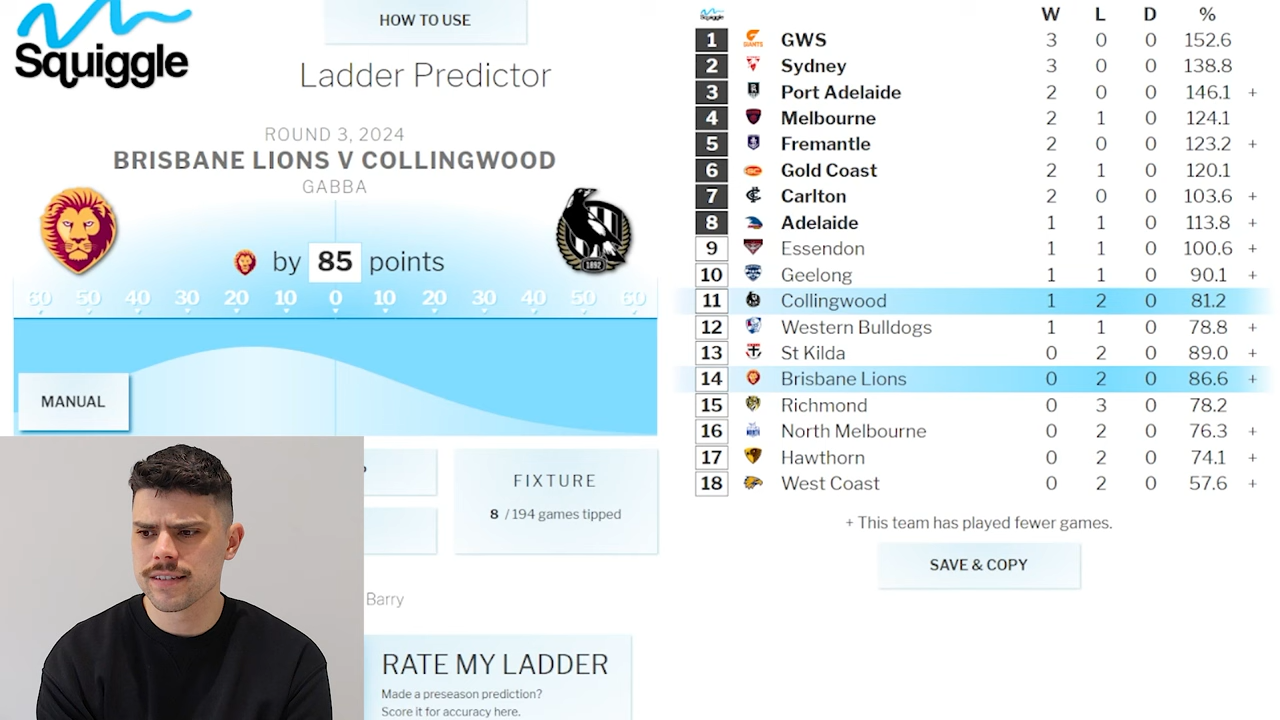 Squiggle
HOW TO USE
Ladder Predictor
ROUND 3, 2024
BRISBANE LIONS V COLLINGWOOD
GABBA
by 85 points
60 50 40 30 20 10 0 10 20 30 40 50 60
MANUAL
FIXTURE
8 / 194 games tipped
Barry
RATE MY LADDER
Made a preseason prediction?
Score it for accuracy here.
W L D %
1 GWS 3 0 0 152.6
2 Sydney 3 0 0 138.8
3 Port Adelaide 2 0 0 146.1 +
4 Melbourne 2 1 0 124.1
5 Fremantle 2 0 0 123.2 +
6 Gold Coast 2 1 0 120.1
7 Carlton 2 0 0 103.6 +
8 Adelaide 1 1 0 113.8 +
9 Essendon 1 1 0 100.6 +
10 Geelong 1 1 0 90.1 +
11 Collingwood 1 2 0 81.2
12 Western Bulldogs 1 1 0 78.8 +
13 St Kilda 0 2 0 89.0 +
14 Brisbane Lions 0 2 0 86.6 +
15 Richmond 0 3 0 78.2
16 North Melbourne 0 2 0 76.3 +
17 Hawthorn 0 2 0 74.1 +
18 West Coast 0 2 0 57.6 +
+ This team has played fewer games.
SAVE & COPY